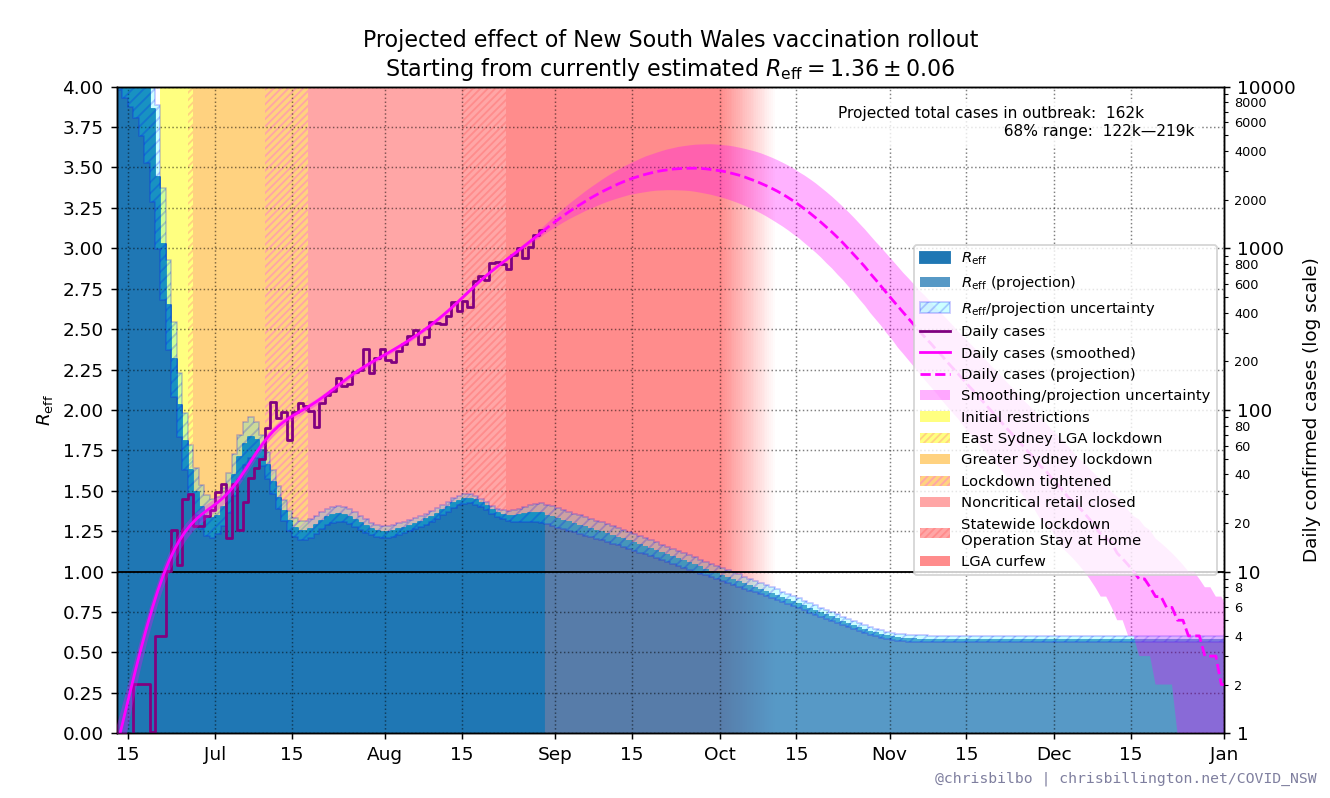 Projected effect of New South Wales vaccination rollout
Starting from currently estimated Reff = 1.36 ± 0.06
Projected total cases in outbreak: 162k
68% range: 122k—219k
Reff
4.00
3.75
3.50
3.25
3.00
2.75
2.50
2.25
2.00
1.75
1.50
1.25
1.00
0.75
0.50
0.25
0.00
10000
8000
6000
4000
2000
1000
800
600
400
200
100
80
60
40
20
10
8
6
4
2
1
Daily confirmed cases (log scale)
Reff
Reff (projection)
Reff/projection uncertainty
Daily cases
Daily cases (smoothed)
Daily cases (projection)
Smoothing/projection uncertainty
Initial restrictions
East Sydney LGA lockdown
Greater Sydney lockdown
Lockdown tightened
Noncritical retail closed
Statewide lockdown
Operation Stay at Home
LGA curfew
15 Jul 15 Aug 15 Sep 15 Oct 15 Nov 15 Dec 15 Jan
@chrisbilbo | chrisbillington.net/COVID_NSW